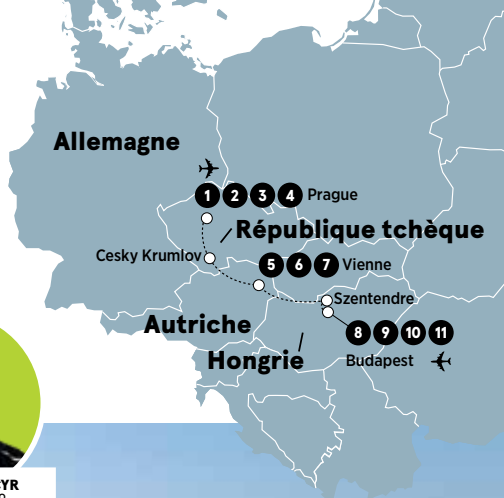 Allemagne
1 2 3 4 Prague
République tchèque
Cesky Krumlov
5 6 7 Vienne
Szentendre
Autriche
8 9 10 11
Hongrie
Budapest
YR